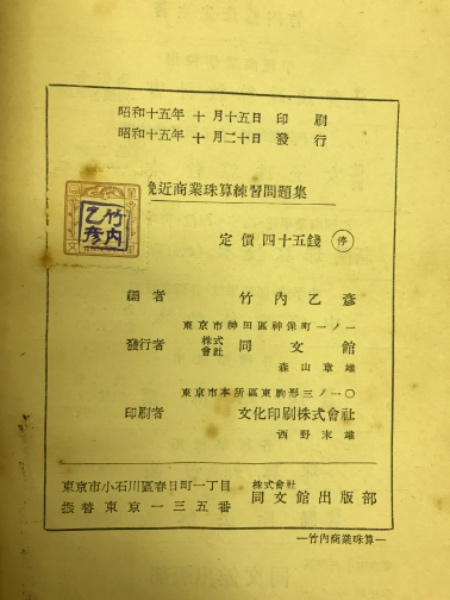 昭和十五年 十月十五日 印刷
昭和十五年 十月二十日 發行
晩近商業珠算練習問題集
竹内
乙彦
定價 四十五錢 停
編者 竹內乙彥
東京市神田區神保町一ノ一
發行者 株式會社 同文館
森山章雄
東京市本所區東駒形三ノ一〇
印刷者 文化印刷株式會社
西野末雄
東京市小石川區春日町一丁目
振替東京一三五番
株式會社
同文館出版部
—竹內商業珠算—